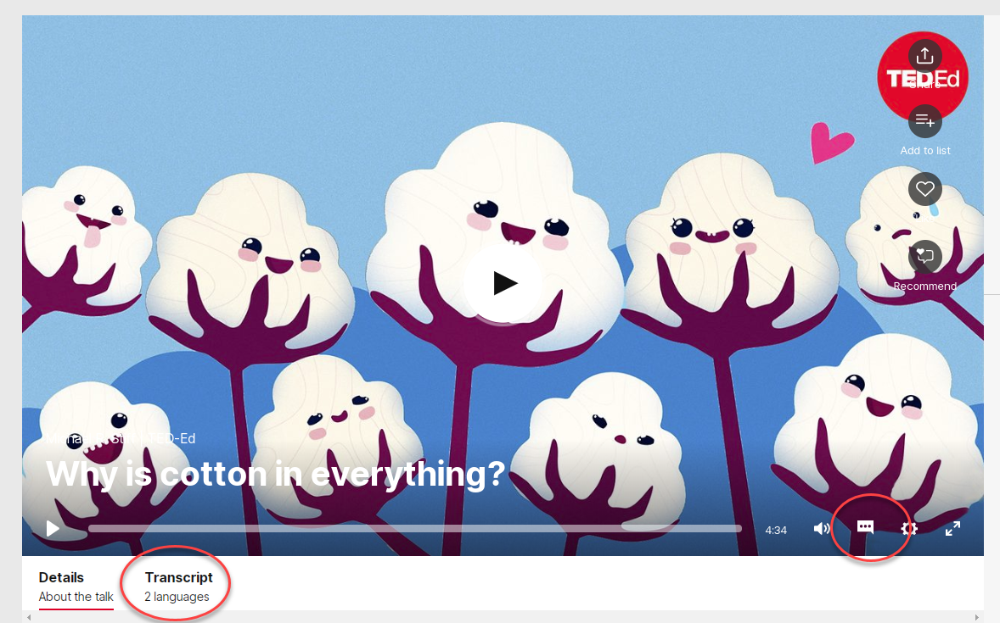 TEDEd
Share
Add to list
Recommend
TED-Ed
Why is cotton in everything?
4:34
Details
Transcript
About the talk
2 languages